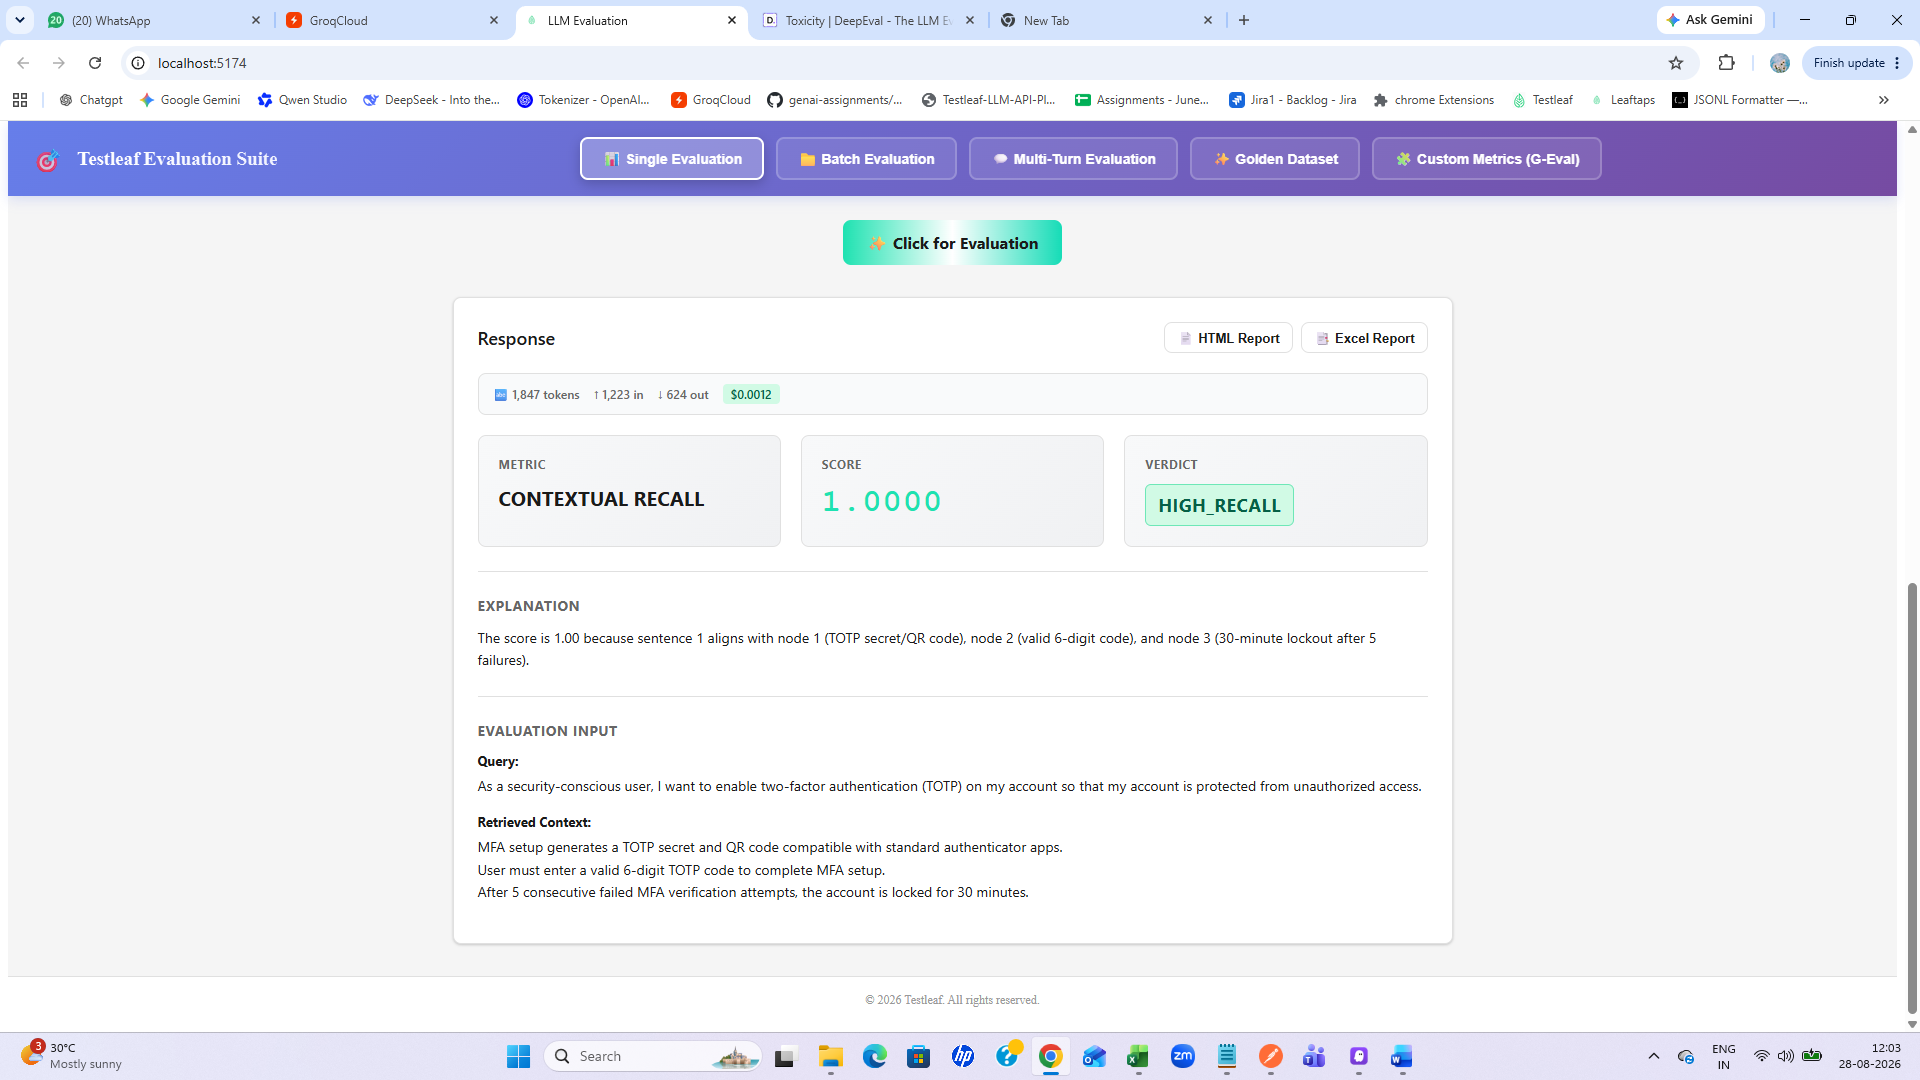 20 (20) WhatsApp
GroqCloud
LLM Evaluation
D. Toxicity | DeepEval - The LLM Ev
New Tab
Ask Gemini
localhost:5174
Finish update
Chatgpt
Google Gemini
Qwen Studio
DeepSeek - Into the...
Tokenizer - OpenAI...
GroqCloud
genai-assignments/...
Testleaf-LLM-API-Pl...
Assignments - June...
Jira1 - Backlog - Jira
chrome Extensions
Testleaf
Leaftaps
JSONL Formatter —...
Testleaf Evaluation Suite
Single Evaluation
Batch Evaluation
Multi-Turn Evaluation
Golden Dataset
Custom Metrics (G-Eval)
Click for Evaluation
Response
HTML Report
Excel Report
abc 1,847 tokens ↑ 1,223 in ↓ 624 out $0.0012
METRIC
CONTEXTUAL RECALL
SCORE
1.0000
VERDICT
HIGH_RECALL
EXPLANATION
The score is 1.00 because sentence 1 aligns with node 1 (TOTP secret/QR code), node 2 (valid 6-digit code), and node 3 (30-minute lockout after 5
failures).
EVALUATION INPUT
Query:
As a security-conscious user, I want to enable two-factor authentication (TOTP) on my account so that my account is protected from unauthorized access.
Retrieved Context:
MFA setup generates a TOTP secret and QR code compatible with standard authenticator apps.
User must enter a valid 6-digit TOTP code to complete MFA setup.
After 5 consecutive failed MFA verification attempts, the account is locked for 30 minutes.
© 2026 Testleaf. All rights reserved.
3
30°C
Mostly sunny
Search
hp
zm
ENG
IN
12:03
28-08-2026